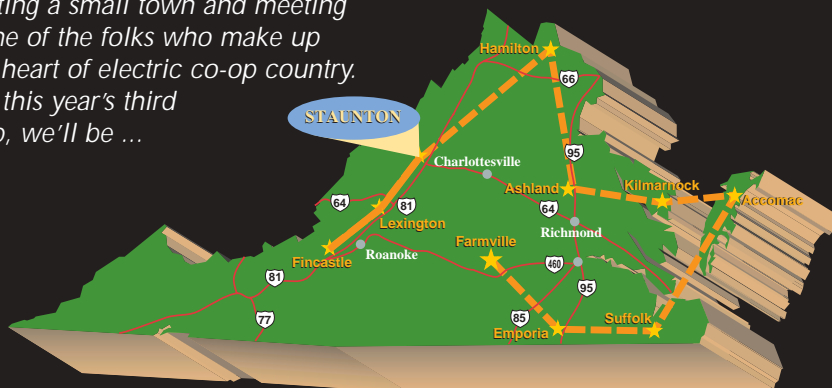 ting a small town and meeting
ne of the folks who make up
heart of electric co-op country.
this year's third
o, we'll be ...
Hamilton
66
STAUNTON
95
Charlottesville
Ashland
Kilmarnock
Accomac
64
81
64
Lexington
Richmond
Farmville
Roanoke
Fincastle
460
81
95
77
85
Suffolk
Emporia